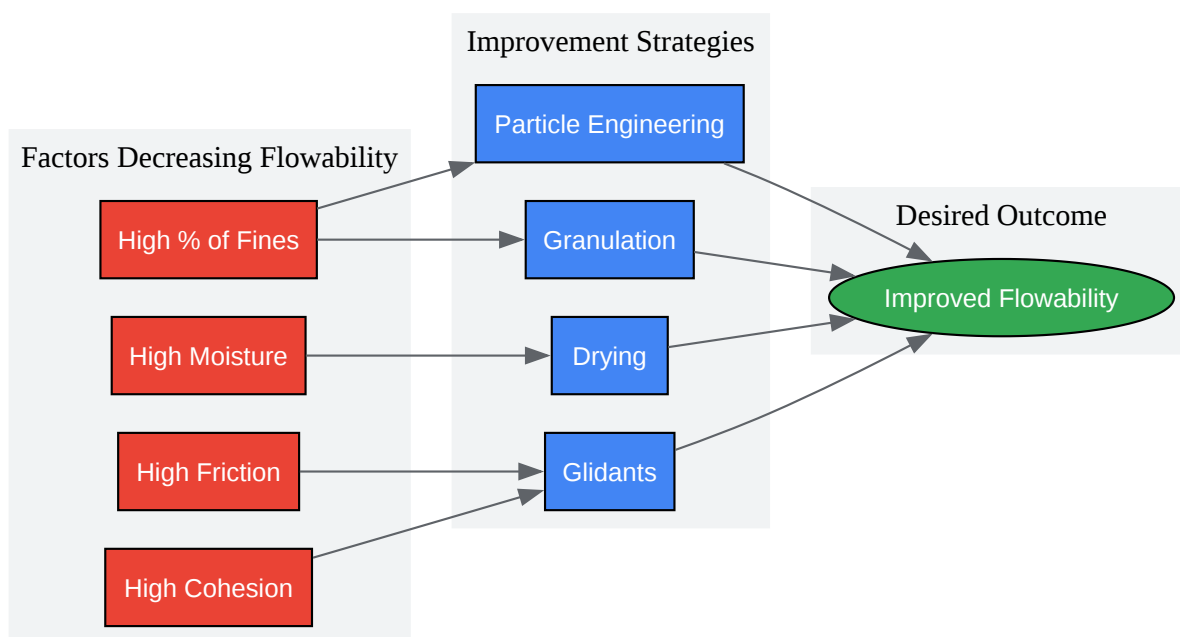 Factors Decreasing Flowability
High % of Fines
High Moisture
High Friction
High Cohesion
Improvement Strategies
Particle Engineering
Granulation
Drying
Glidants
Desired Outcome
Improved Flowability